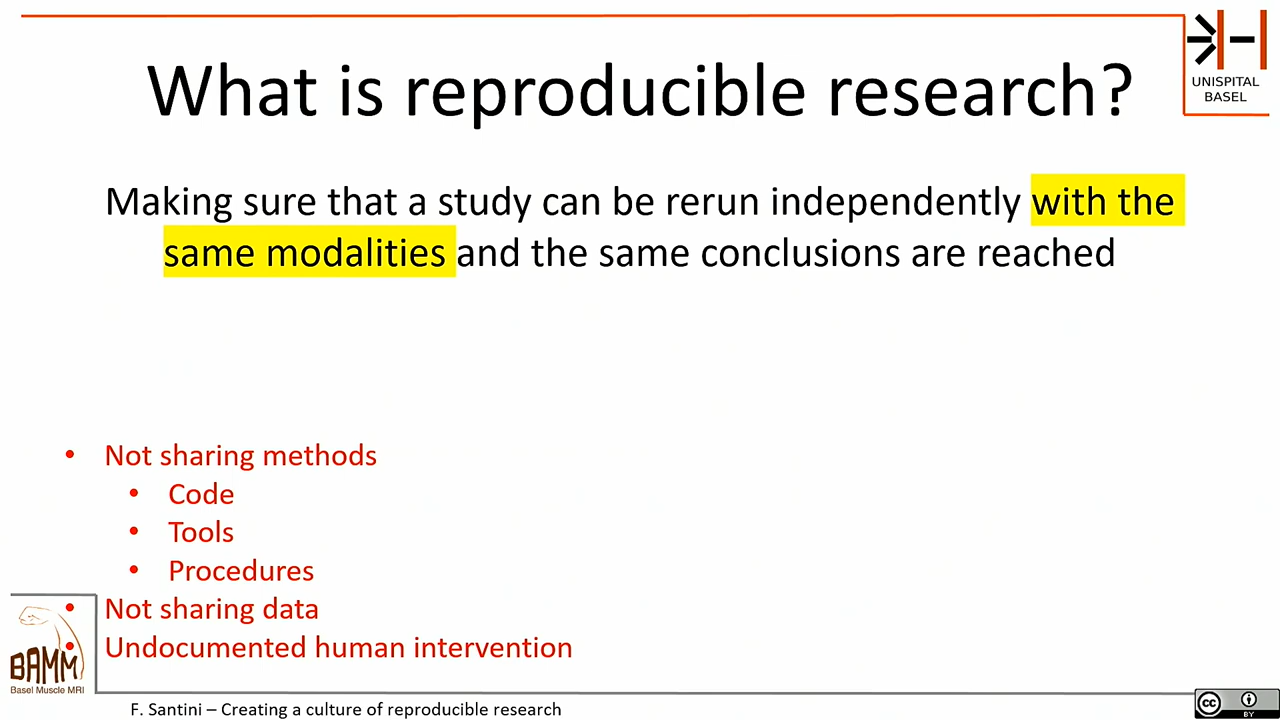 What is reproducible research?
UNISPITAL
BASEL
Making sure that a study can be rerun independently with the
same modalities and the same conclusions are reached
• Not sharing methods
• Code
• Tools
• Procedures
• Not sharing data
• Undocumented human intervention
BAMM
Basel Muscle MRI
F. Santini – Creating a culture of reproducible research
cc
BY